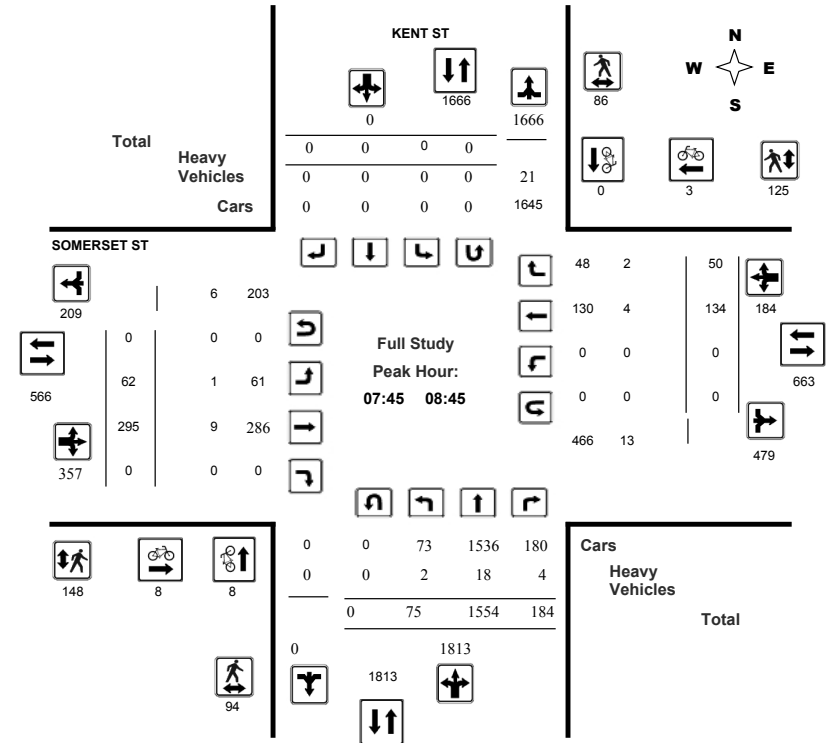 KENT ST
N
W E
S
1666
86
0 1666
Total
0 0 0 0
Heavy
Vehicles
0 0 0 0 21
Cars
0 0 0 0 1645
0 3 125
SOMERSET ST
209
6 203
48 2 50
130 4 134 184
0 0 0
Full Study
Peak Hour:
07:45 08:45
566
62 1 61
0 0 0
663
0 0 0
295 9 286
357
0 0 0
466 13
479
148 8 8
0 0 73 1536 180
Cars
0 0 2 18 4
Heavy
Vehicles
0 75 1554 184
Total
0 1813
1813
94